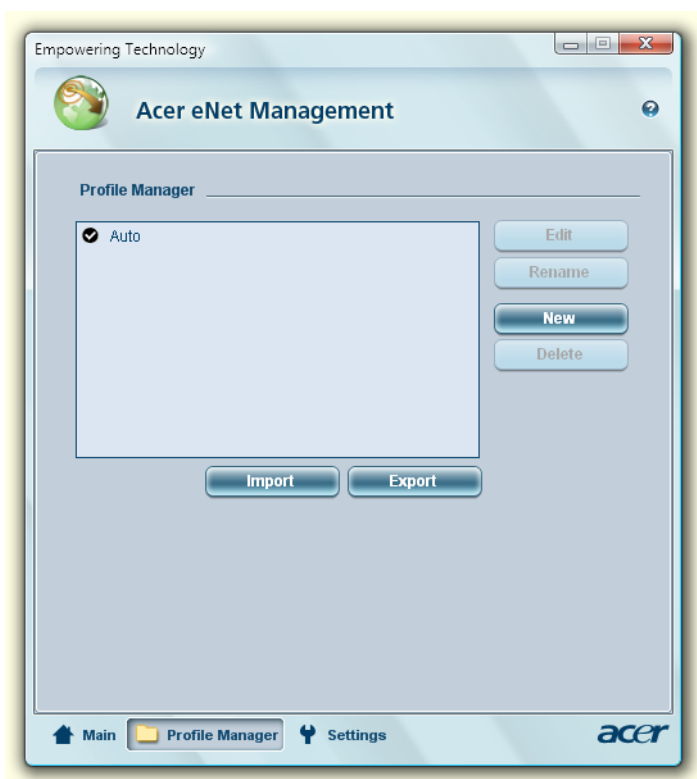 Empowering Technology
Acer eNet Management
Profile Manager
Auto
Edit
Rename
New
Delete
Import Export
Main Profile Manager Settings acer